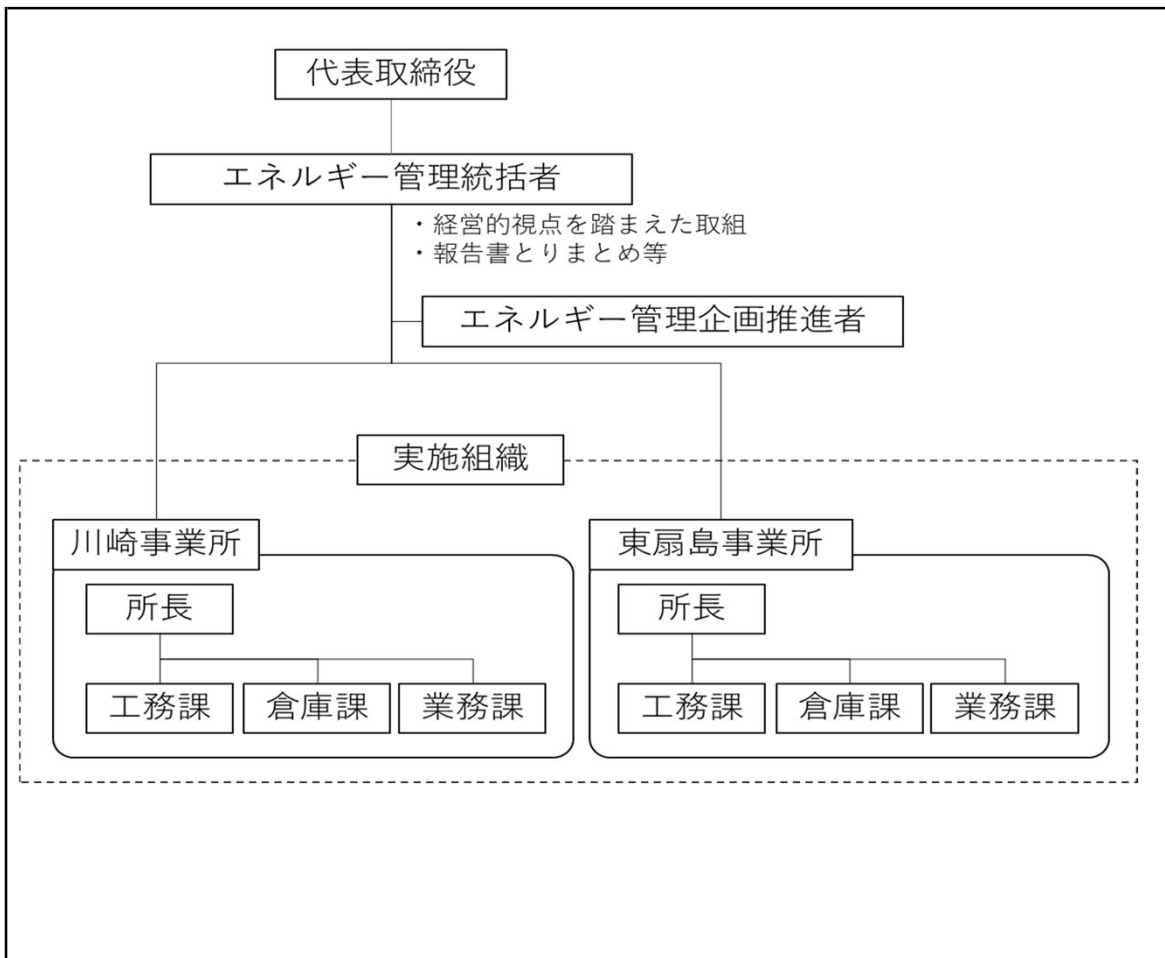 代表取締役
エネルギー管理統括者
・経営的視点を踏まえた取組
・報告書とりまとめ等
エネルギー管理企画推進者
実施組織
川崎事業所
所長
工務課
倉庫課
業務課
東扇島事業所
所長
工務課
倉庫課
業務課